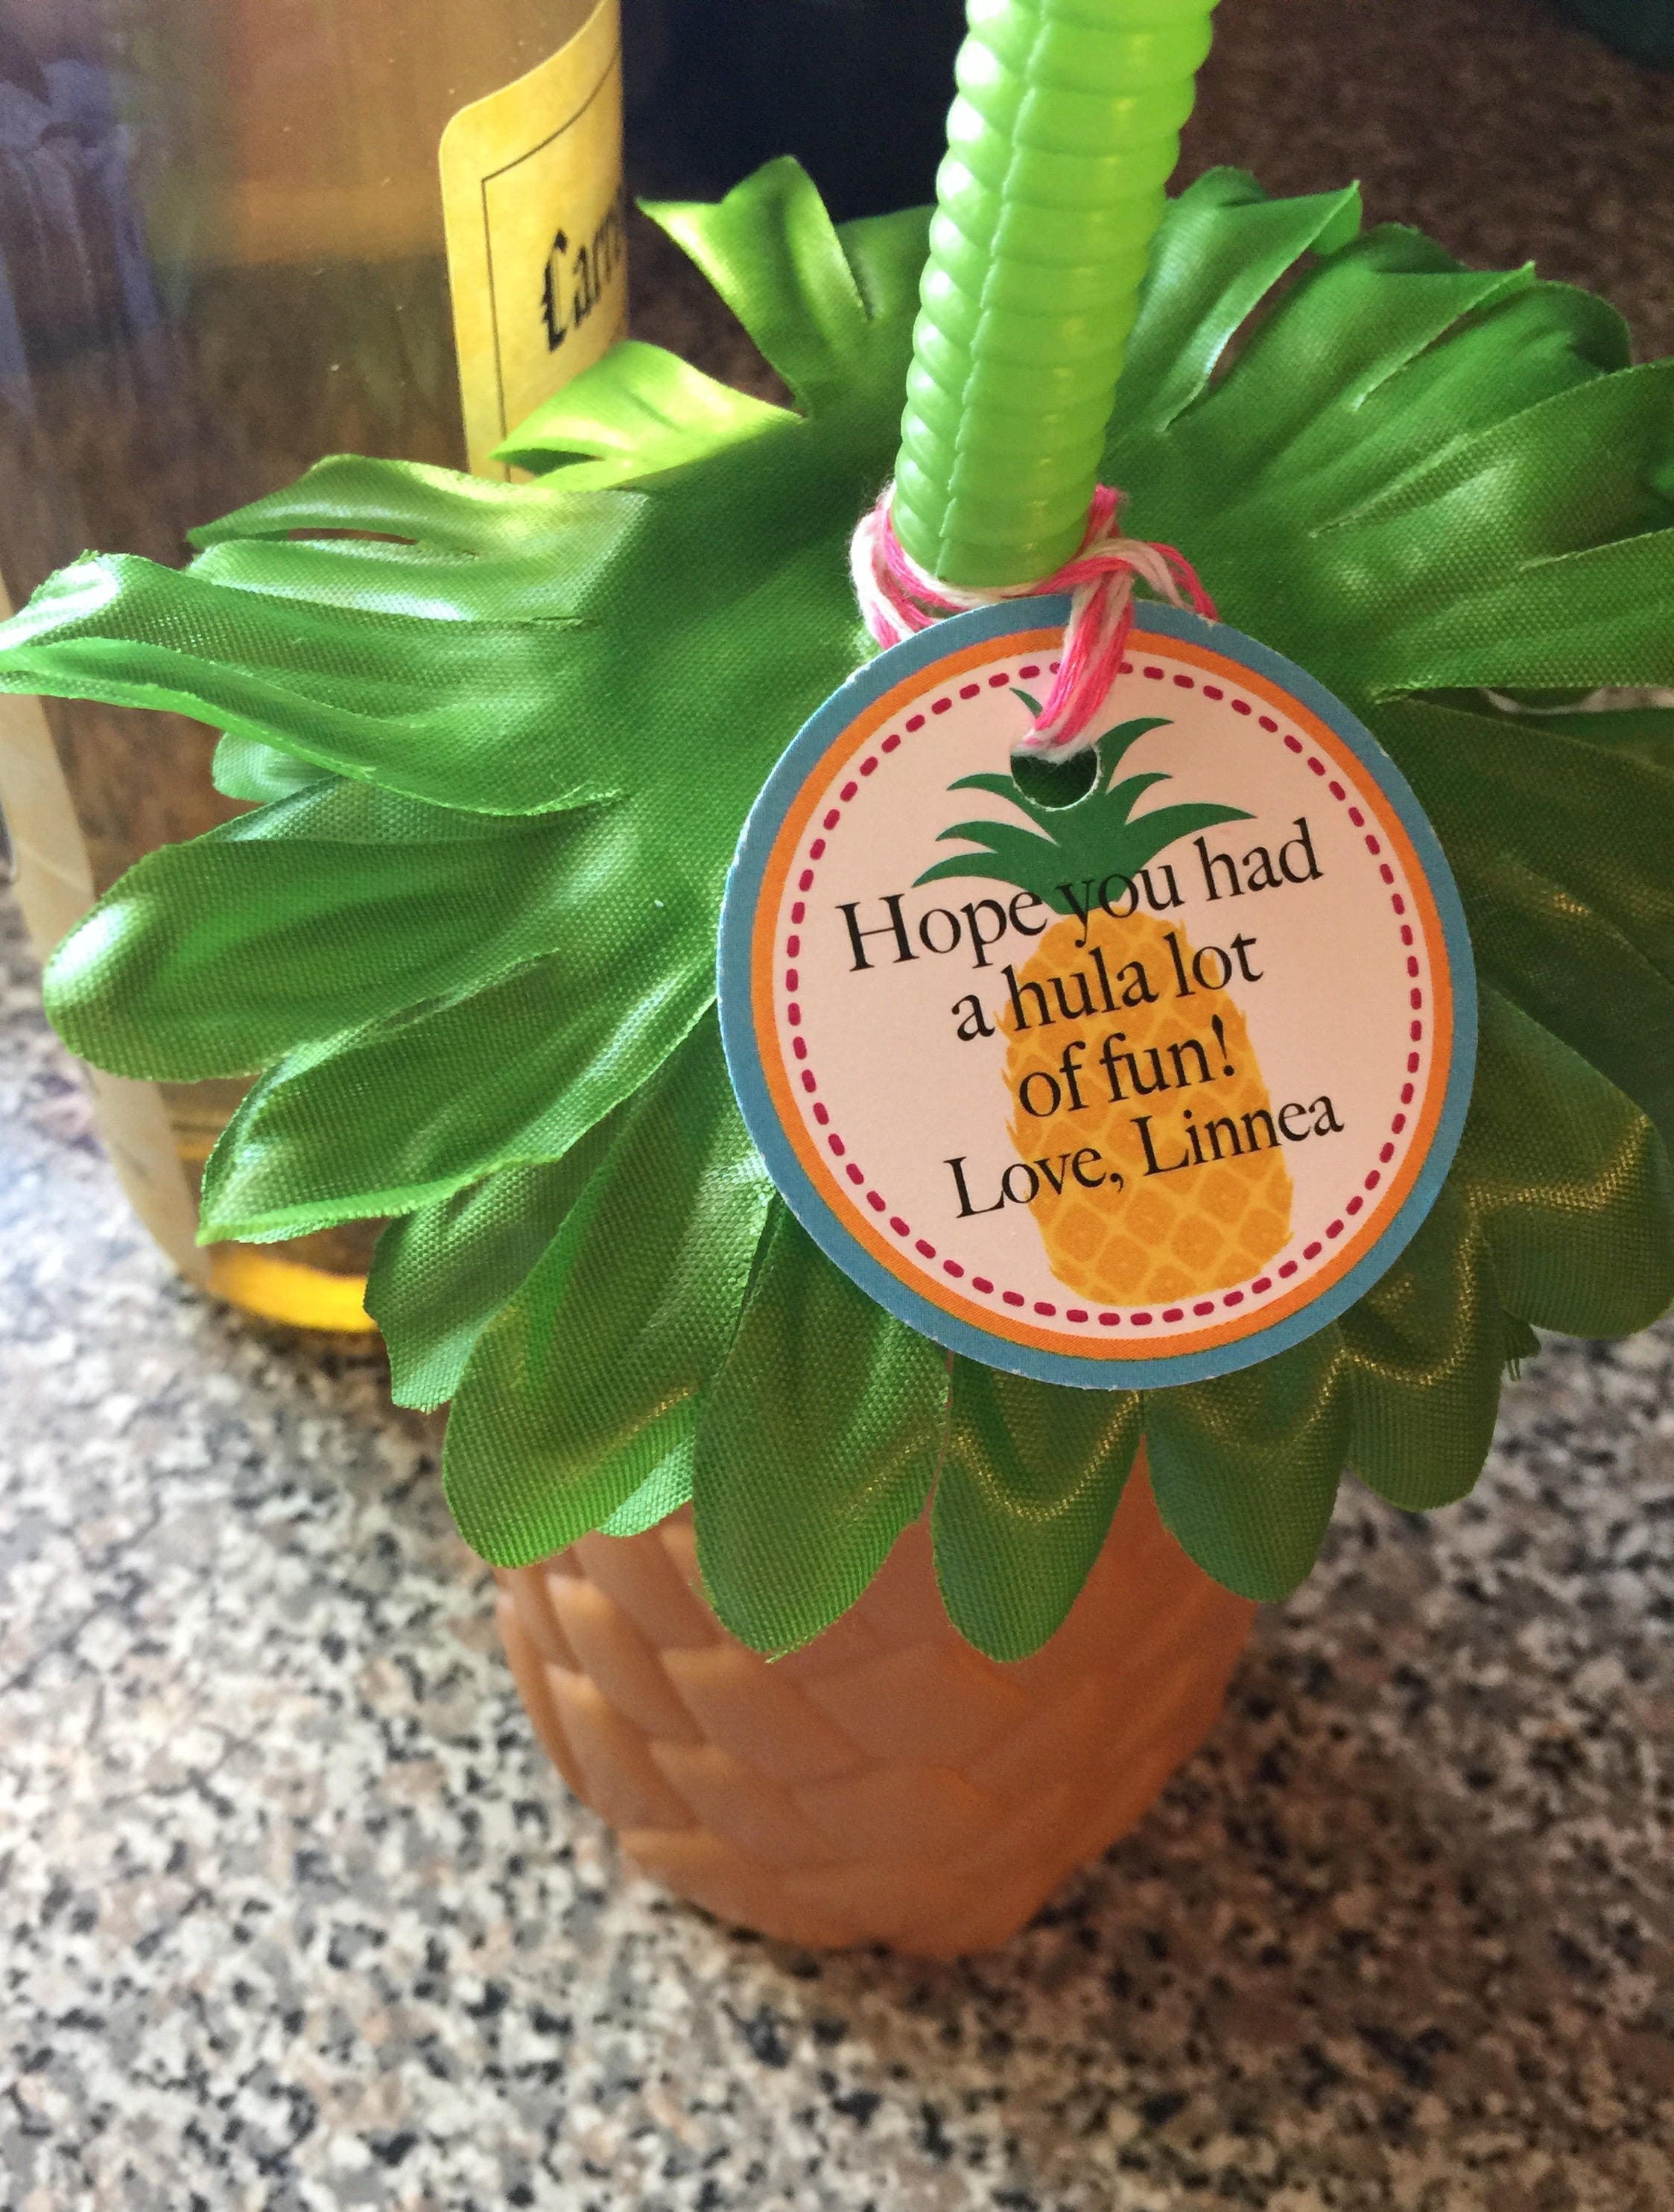 Hope you had
a hula lot
of fun!
Love, Linnea